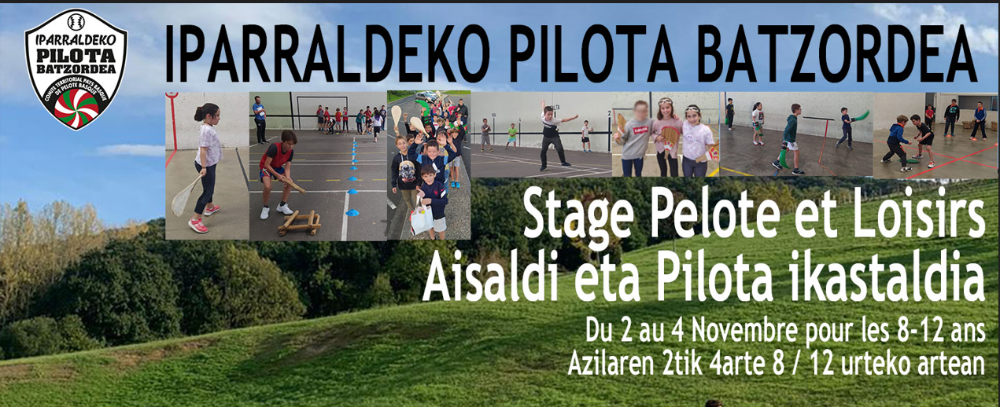 IPARRALDEKO
PILOTA
BATZORDEA
COMITE TERRITORIAL PAYS BASQUE
DE PELOTE BASQUE
IPARRALDEKO PILOTA BATZORDEA
Stage Pelote et Loisirs
Aisaldi eta Pilota ikastaldia
Du 2 au 4 Novembre pour les 8-12 ans
Azilaren 2tik 4arte 8 / 12 urteko artean